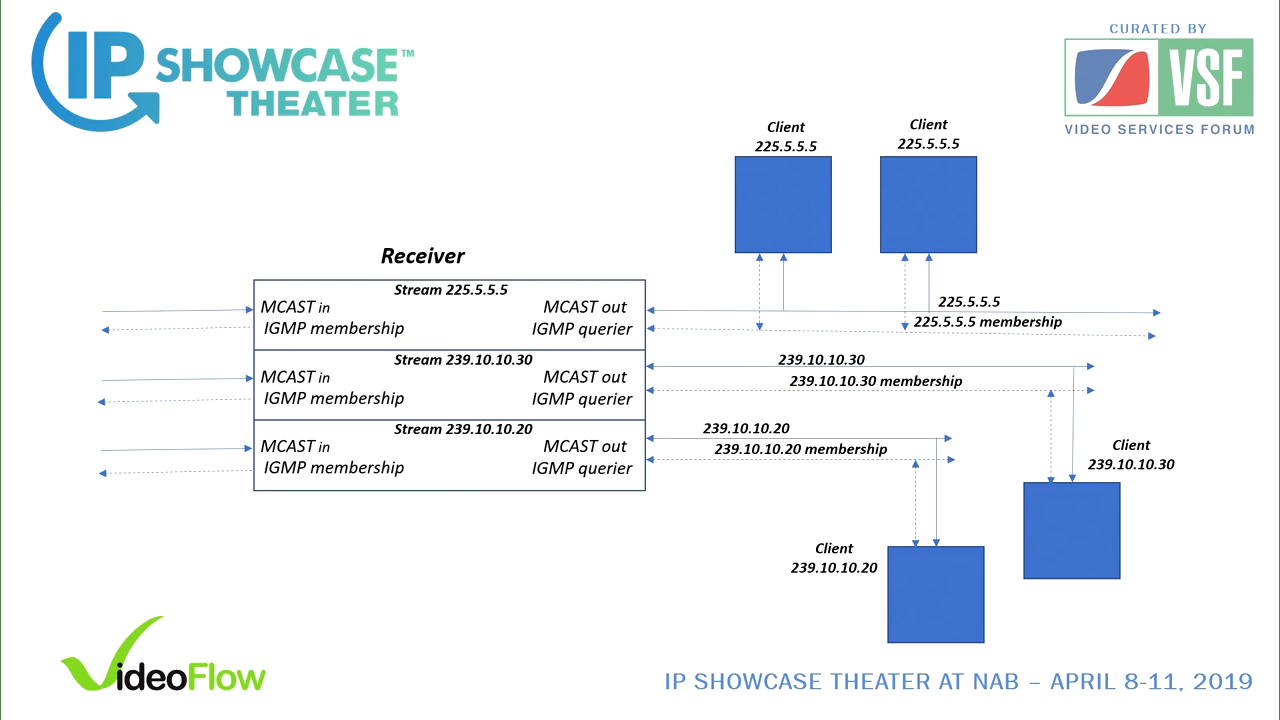 IP SHOWCASE™
THEATER
CURATED BY
VSF
VIDEO SERVICES FORUM
Client
225.5.5.5
Client
225.5.5.5
Receiver
Stream 225.5.5.5
MCAST in
MCAST out
IGMP membership
IGMP querier
225.5.5.5
225.5.5.5 membership
Stream 239.10.10.30
MCAST in
MCAST out
IGMP membership
IGMP querier
239.10.10.30
239.10.10.30 membership
Stream 239.10.10.20
MCAST in
MCAST out
IGMP membership
IGMP querier
239.10.10.20
239.10.10.20 membership
Client
239.10.10.30
Client
239.10.10.20
VideoFlow
IP SHOWCASE THEATER AT NAB – APRIL 8-11, 2019